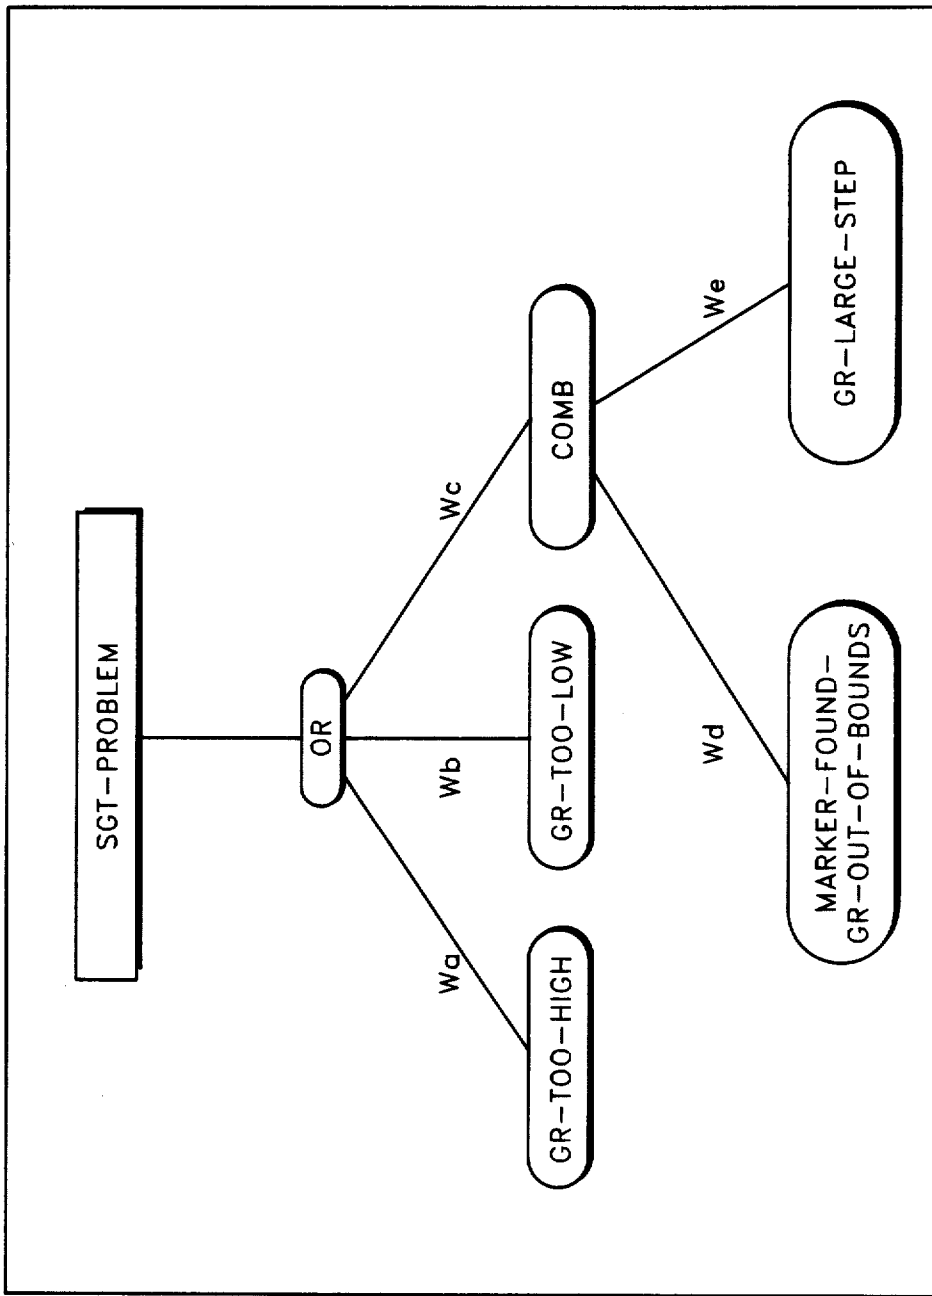 SGT-PROBLEM
OR
Wa
Wb
Wc
GR-TOO-HIGH
GR-TOO-LOW
COMB
Wd
We
MARKER-FOUND-
GR-OUT-OF-BOUNDS
GR-LARGE-STEP